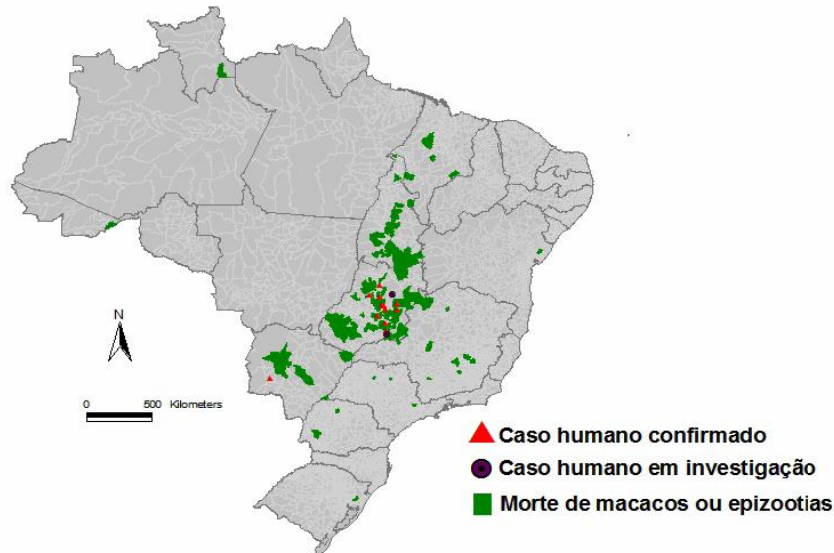 N
0 500 Kilometers
Caso humano confirmado
Caso humano em investigação
Morte de macacos ou epizootias